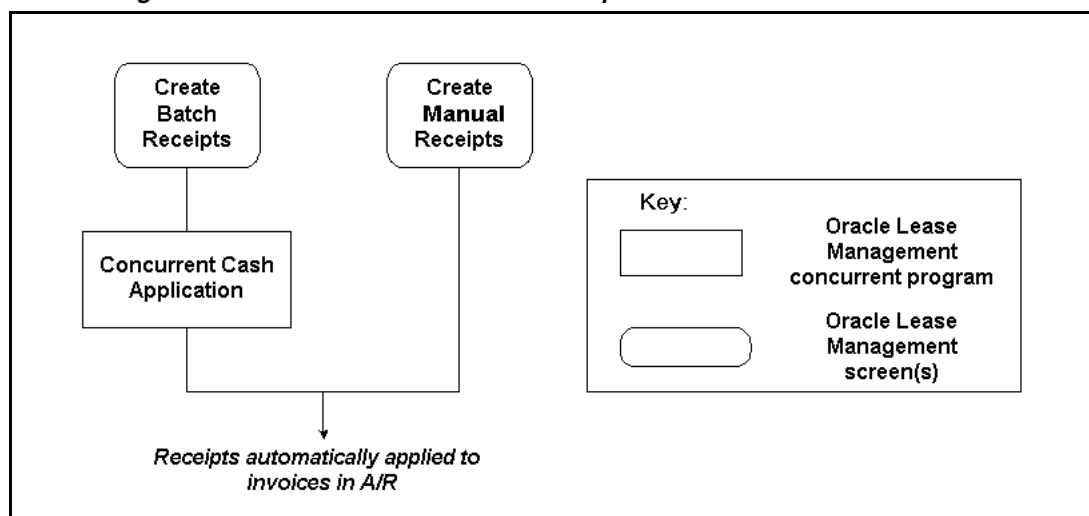 Create
Batch
Receipts
Create
Manual
Receipts
Concurrent Cash
Application
Receipts automatically applied to
invoices in A/R
Key:
Oracle Lease
Management
concurrent program
Oracle Lease
Management
screen(s)